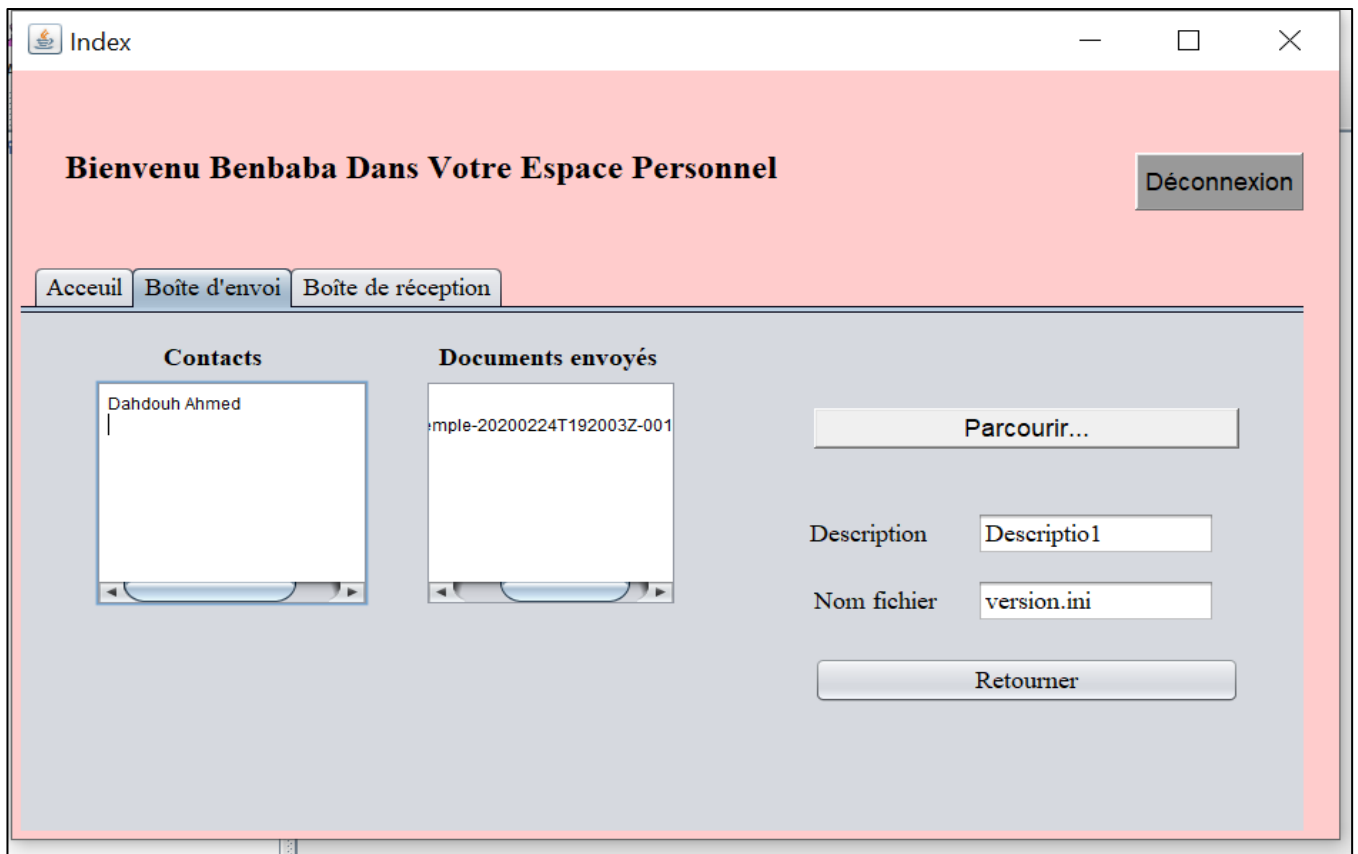 Index
Bienvenu Benbaba Dans Votre Espace Personnel
Déconnexion
Acceuil Boîte d'envoi Boîte de réception
Contacts
Documents envoyés
Dahdouh Ahmed
emple-20200224T192003Z-001
Parcourir...
Description Descriptio1
Nom fichier version.ini
Retourner